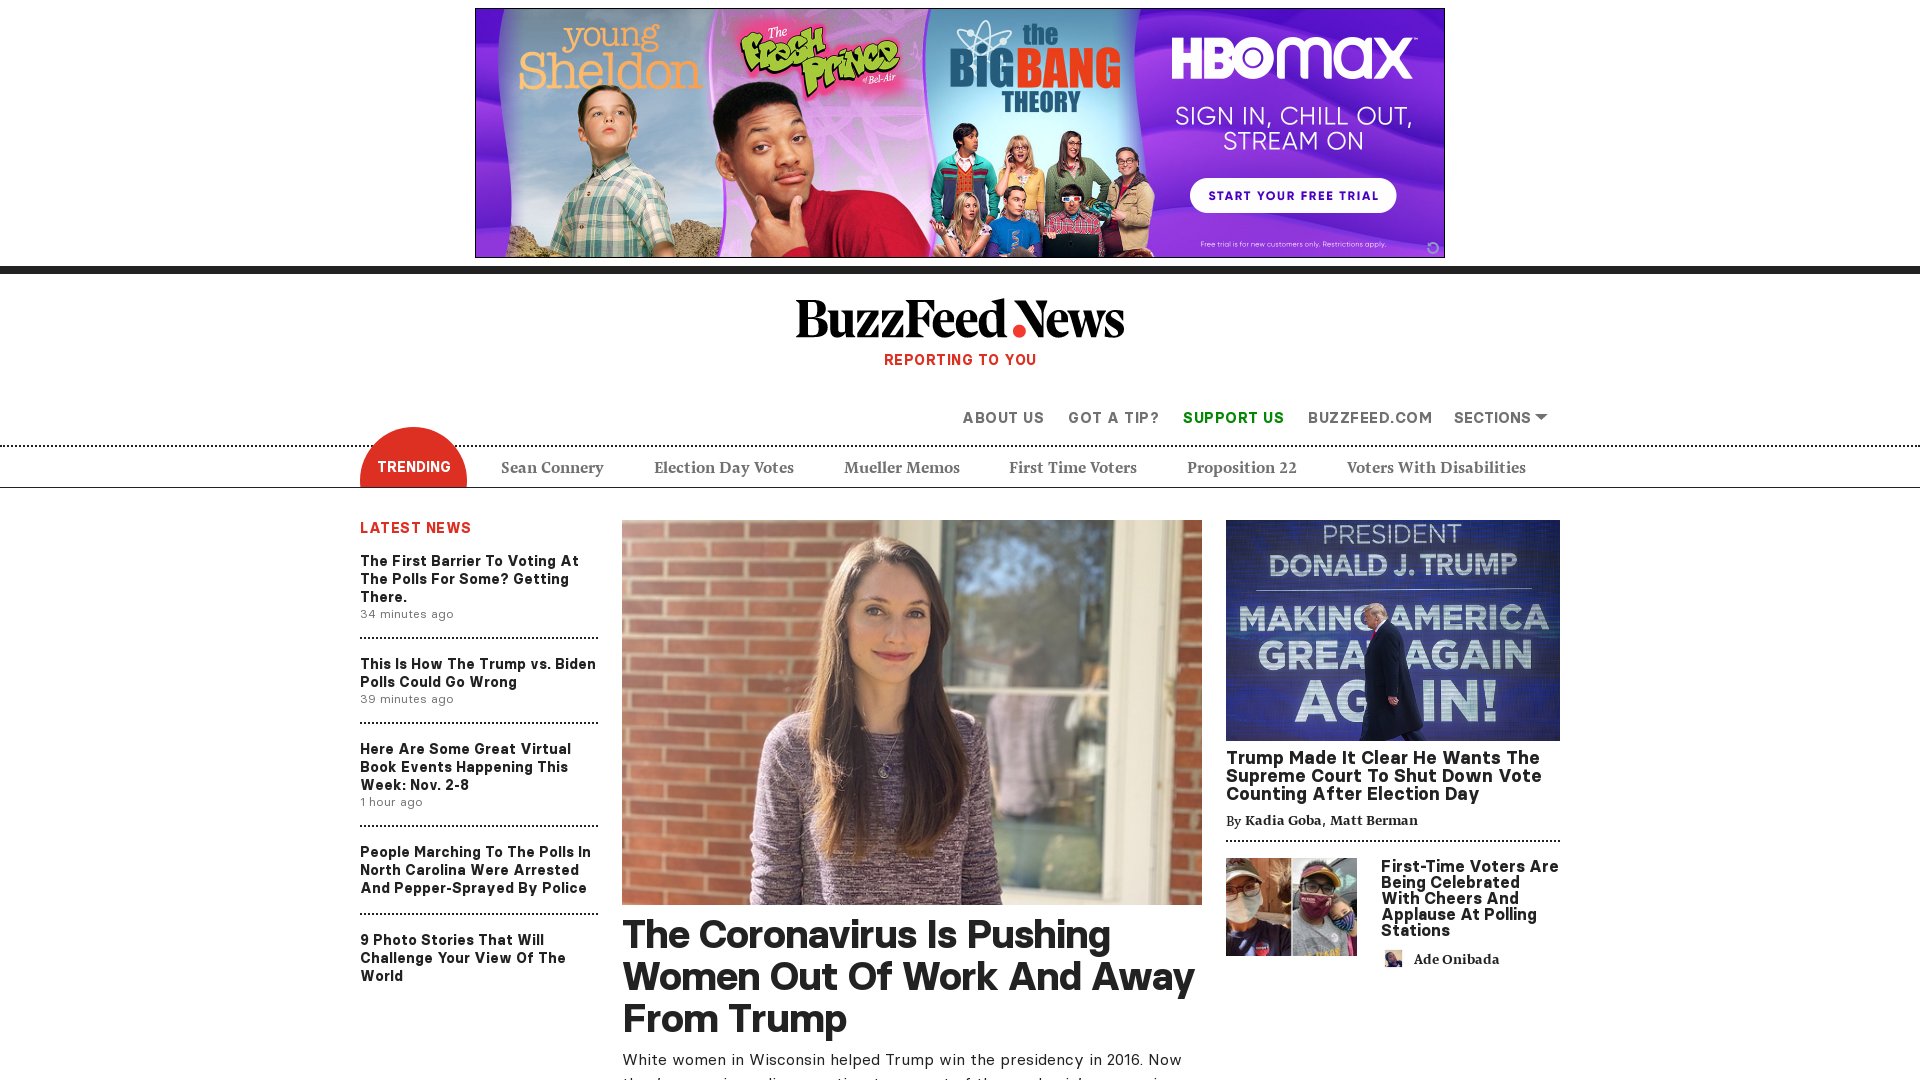 young
Sheldon
The
Fresh
Prince
of Bel-Air
the
BIGBANG
THEORY
HBOmax
SIGN IN, CHILL OUT,
STREAM ON
START YOUR FREE TRIAL
Free trial is for new customers only. Restrictions apply.
BuzzFeed News
REPORTING TO YOU
ABOUT US
GOT A TIP?
SUPPORT US
BUZZFEED.COM
SECTIONS
TRENDING
Sean Connery
Election Day Votes
Mueller Memos
First Time Voters
Proposition 22
Voters With Disabilities
LATEST NEWS
The First Barrier To Voting At
The Polls For Some? Getting
There.
34 minutes ago
This Is How The Trump vs. Biden
Polls Could Go Wrong
39 minutes ago
Here Are Some Great Virtual
Book Events Happening This
Week: Nov. 2-8
1 hour ago
People Marching To The Polls In
North Carolina Were Arrested
And Pepper-Sprayed By Police
9 Photo Stories That Will
Challenge Your View Of The
World
The Coronavirus Is Pushing
Women Out Of Work And Away
From Trump
White women in Wisconsin helped Trump win the presidency in 2016. Now
PRESIDENT
DONALD J. TRUMP
MAKING AMERICA
GREA AGAIN
AG IN!
Trump Made It Clear He Wants The
Supreme Court To Shut Down Vote
Counting After Election Day
By Kadia Goba, Matt Berman
First-Time Voters Are
Being Celebrated
With Cheers And
Applause At Polling
Stations
Ade Onibada